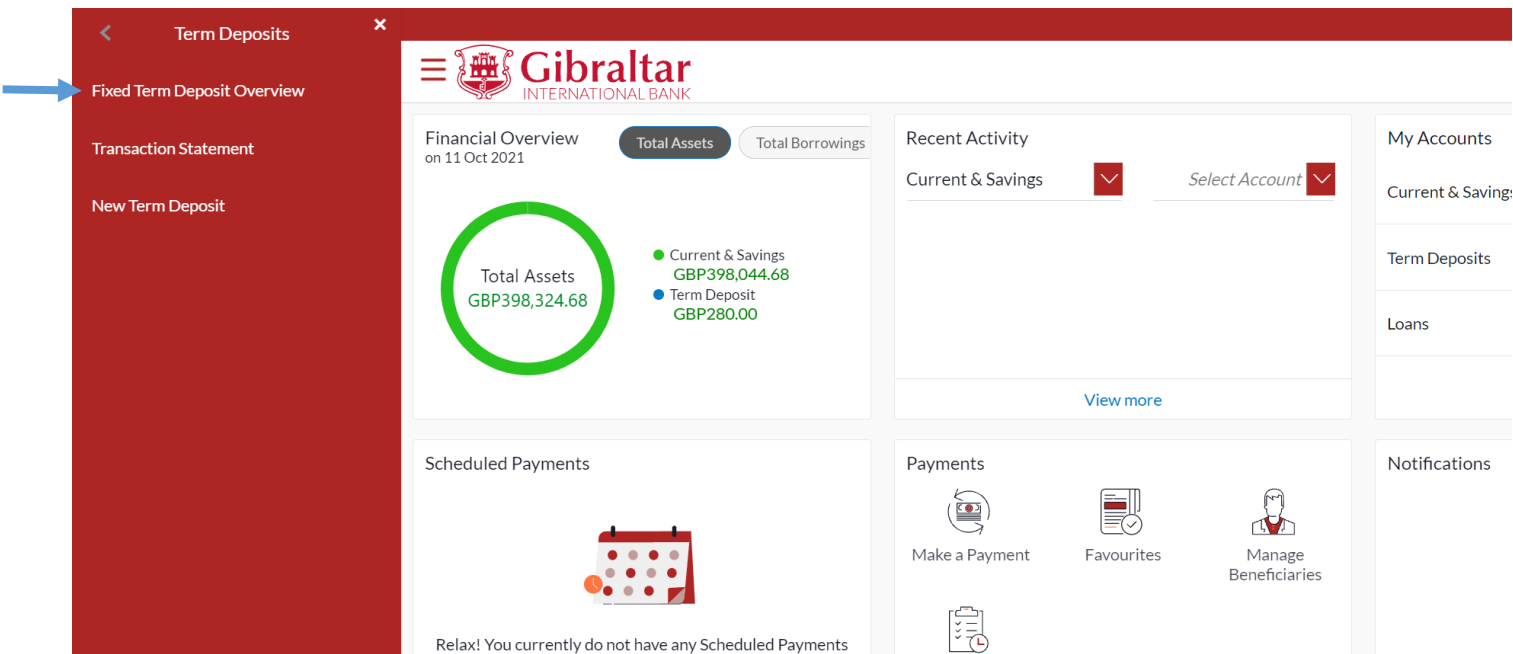 Term Deposits
Fixed Term Deposit Overview
Transaction Statement
New Term Deposit
Gibraltar
INTERNATIONAL BANK
Financial Overview
on 11 Oct 2021
Total Assets
Total Borrowings
Total Assets
GBP398,324.68
Current & Savings
GBP398,044.68
Term Deposit
GBP280.00
Recent Activity
Current & Savings
Select Account
View more
My Accounts
Current & Savings
Term Deposits
Loans
Scheduled Payments
Relax! You currently do not have any Scheduled Payments
Payments
Make a Payment
Favourites
Manage
Beneficiaries
Notifications